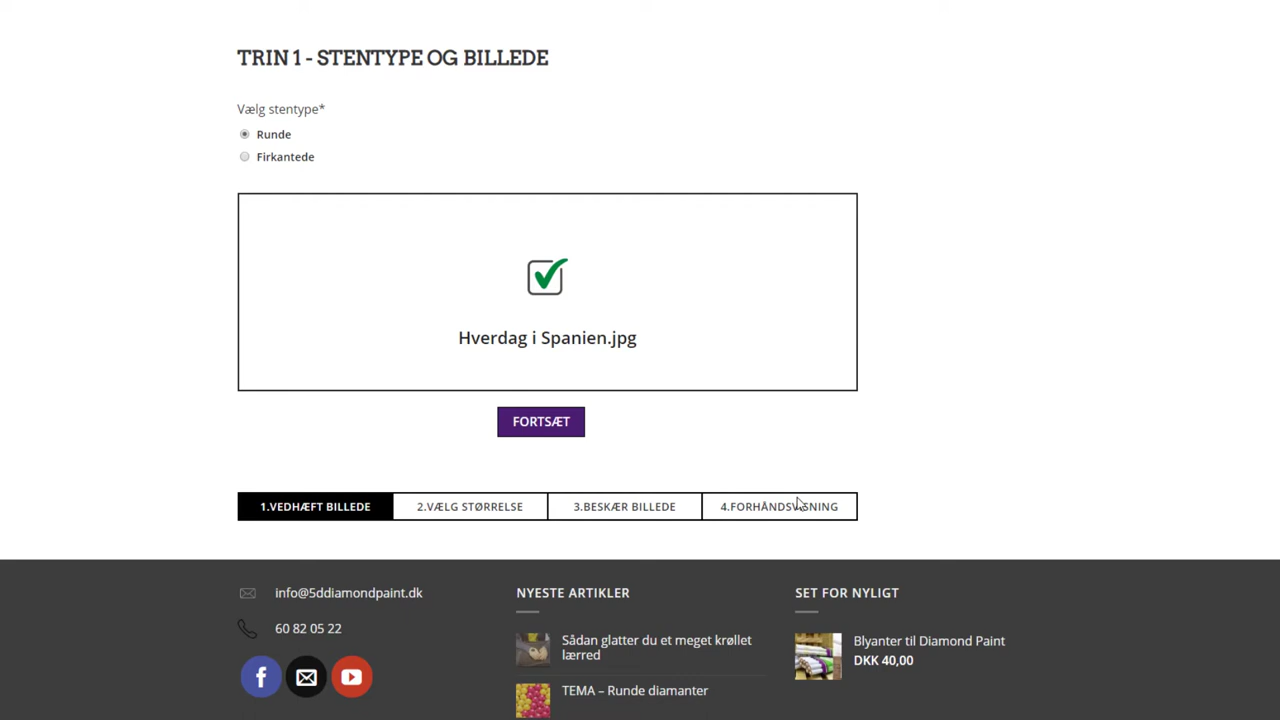 TRIN 1 - STENTYPE OG BILLEDE
Vælg stentype*
Runde
Firkantede
Hverdag i Spanien.jpg
FORTSÆT
1.VEDHÆFT BILLEDE
2.VÆLG STØRRELSE
3.BESKÆR BILLEDE
4.FORHÅNDSVISNING
info@5ddiamondpaint.dk
60 82 05 22
NYESTE ARTIKLER
Sådan glatter du et meget krøllet
lærred
TEMA – Runde diamanter
SET FOR NYLIGT
Blyanter til Diamond Paint
DKK 40,00